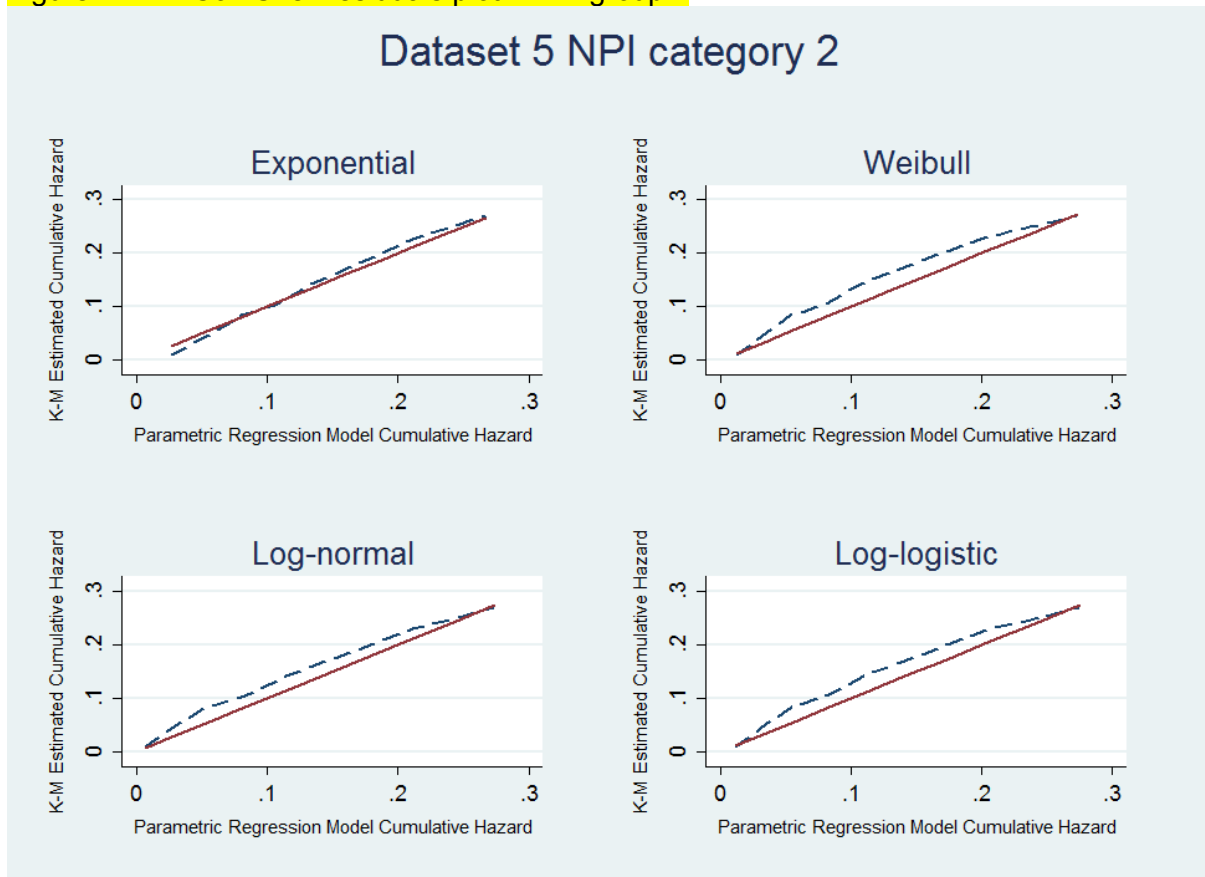 Dataset 5 NPI category 2
Exponential
K-M Estimated Cumulative Hazard
.3
.2
.1
0
0 .1 .2 .3
Parametric Regression Model Cumulative Hazard
Weibull
K-M Estimated Cumulative Hazard
.3
.2
.1
0
0 .1 .2 .3
Parametric Regression Model Cumulative Hazard
Log-normal
K-M Estimated Cumulative Hazard
.3
.2
.1
0
0 .1 .2 .3
Parametric Regression Model Cumulative Hazard
Log-logistic
K-M Estimated Cumulative Hazard
.3
.2
.1
0
0 .1 .2 .3
Parametric Regression Model Cumulative Hazard